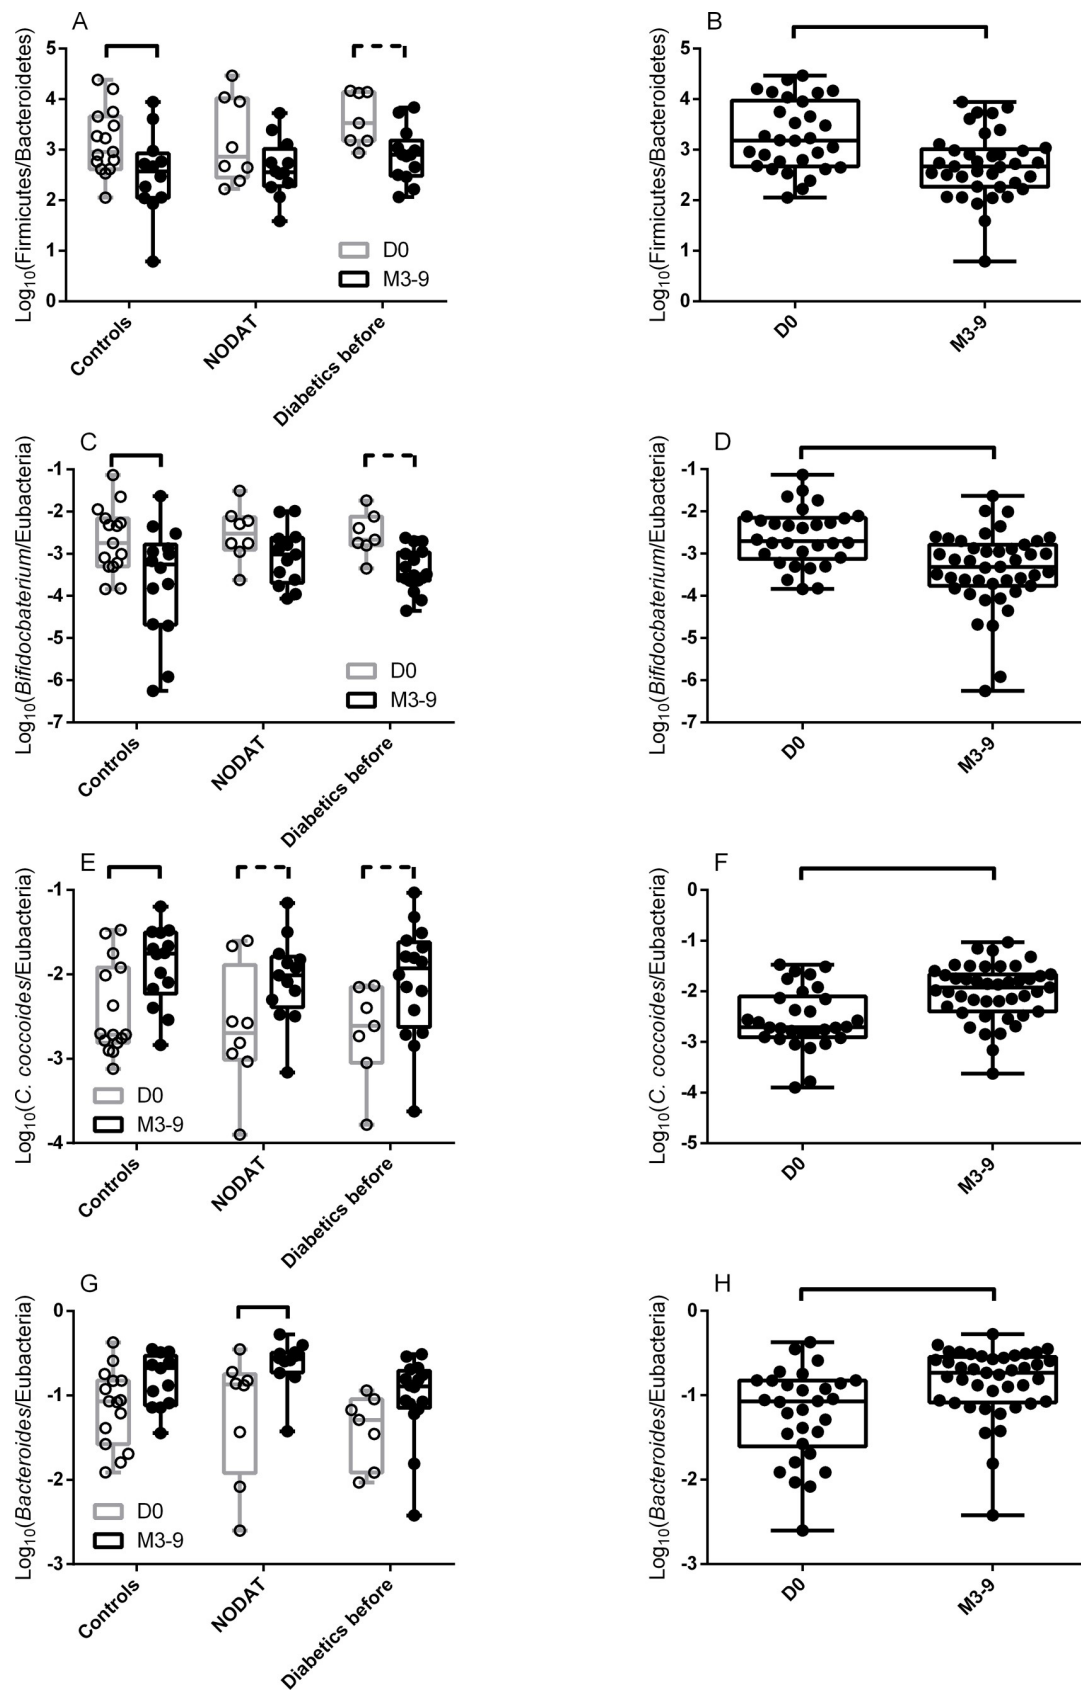 A
Log10(Firmicutes/Bacteroidetes)
5
4
3
2
1
0
D0
M3-9
Controls
NODAT
Diabetics before
B
Log10(Firmicutes/Bacteroidetes)
5
4
3
2
1
0
D0
M3-9
C
Log10(Bifidocbaterium/Eubacteria)
-1
-2
-3
-4
-5
-6
-7
D0
M3-9
Controls
NODAT
Diabetics before
D
Log10(Bifidocbaterium/Eubacteria)
-1
-2
-3
-4
-5
-6
-7
D0
M3-9
E
Log10(C. coccoides/Eubacteria)
-1
-2
-3
-4
D0
M3-9
Controls
NODAT
Diabetics before
F
Log10(C. coccoides/Eubacteria)
0
-1
-2
-3
-4
-5
D0
M3-9
G
Log10(Bacteroides/Eubacteria)
0
-1
-2
-3
D0
M3-9
Controls
NODAT
Diabetics before
H
Log10(Bacteroides/Eubacteria)
0
-1
-2
-3
D0
M3-9